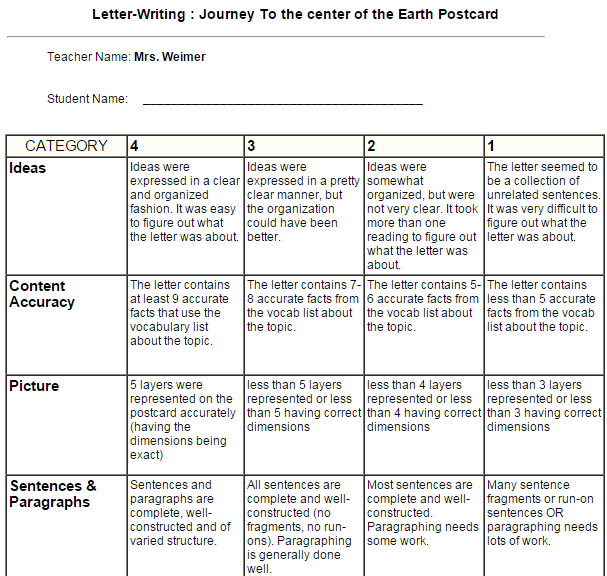 Letter-Writing : Journey To the center of the Earth Postcard
Teacher Name: Mrs. Weimer
Student Name: ________________________________________
CATEGORY 4 3 2 1
Ideas
Ideas were
expressed in a clear
and organized
fashion. It was easy
to figure out what
the letter was about.
Ideas were
expressed in a pretty
clear manner, but
the organization
could have been
better.
Ideas were
somewhat
organized, but were
not very clear. It took
more than one
reading to figure out
what the letter was
about.
The letter seemed to
be a collection of
unrelated sentences.
It was very difficult to
figure out what the
letter was about.
Content
Accuracy
The letter contains
at least 9 accurate
facts that use the
vocabulary list
about the topic.
The letter contains 7-
8 accurate facts from
the vocab list about
the topic.
The letter contains 5-
6 accurate facts from
the vocab list about
the topic.
The letter contains
less than 5 accurate
facts from the vocab
list about the topic.
Picture
5 layers were
represented on the
postcard accurately
(having the
dimensions being
exact)
less than 5 layers
represented or less
than 5 having correct
dimensions
less than 4 layers
represented or less
than 4 having correct
dimensions
less than 3 layers
represented or less
than 3 having correct
dimensions
Sentences &
Paragraphs
Sentences and
paragraphs are
complete, well-
constructed and of
varied structure.
All sentences are
complete and well-
constructed (no
fragments, no run-
ons). Paragraphing
is generally done
well.
Most sentences are
complete and well-
constructed.
Paragraphing needs
some work.
Many sentence
fragments or run-on
sentences OR
paragraphing needs
lots of work.